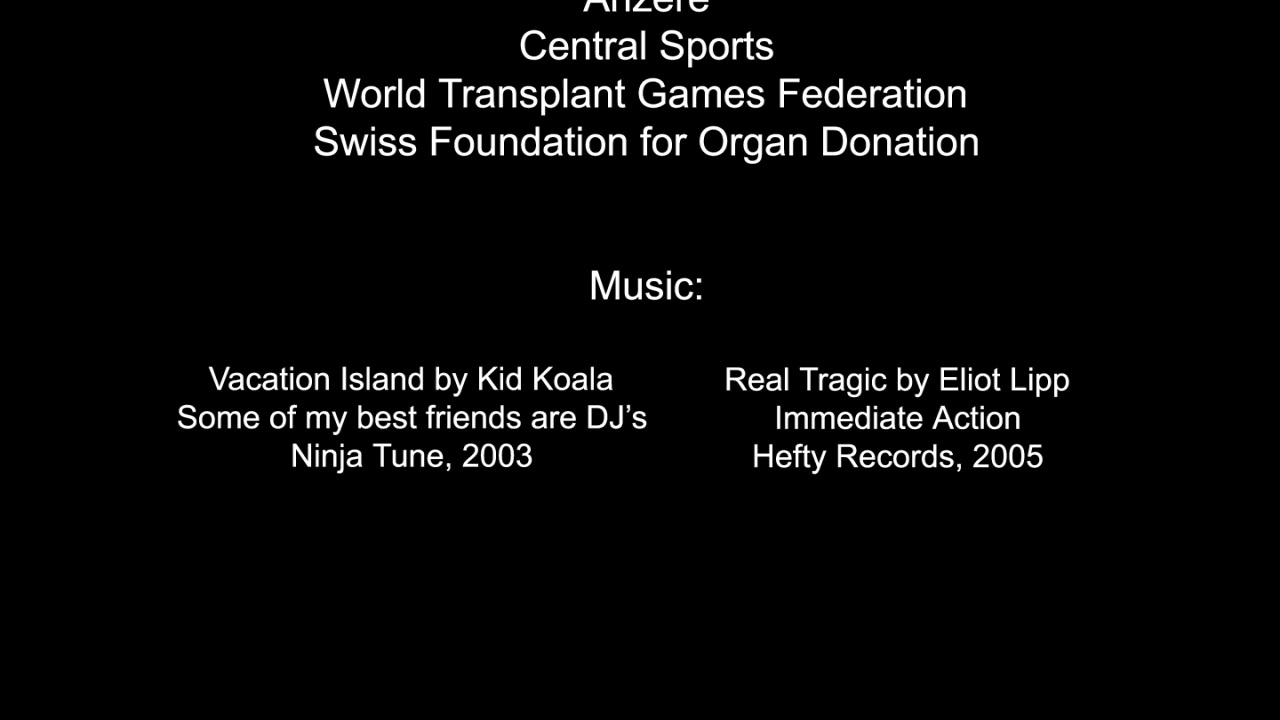 Anzere
Central Sports
World Transplant Games Federation
Swiss Foundation for Organ Donation
Music:
Vacation Island by Kid Koala
Some of my best friends are DJ’s
Ninja Tune, 2003
Real Tragic by Eliot Lipp
Immediate Action
Hefty Records, 2005